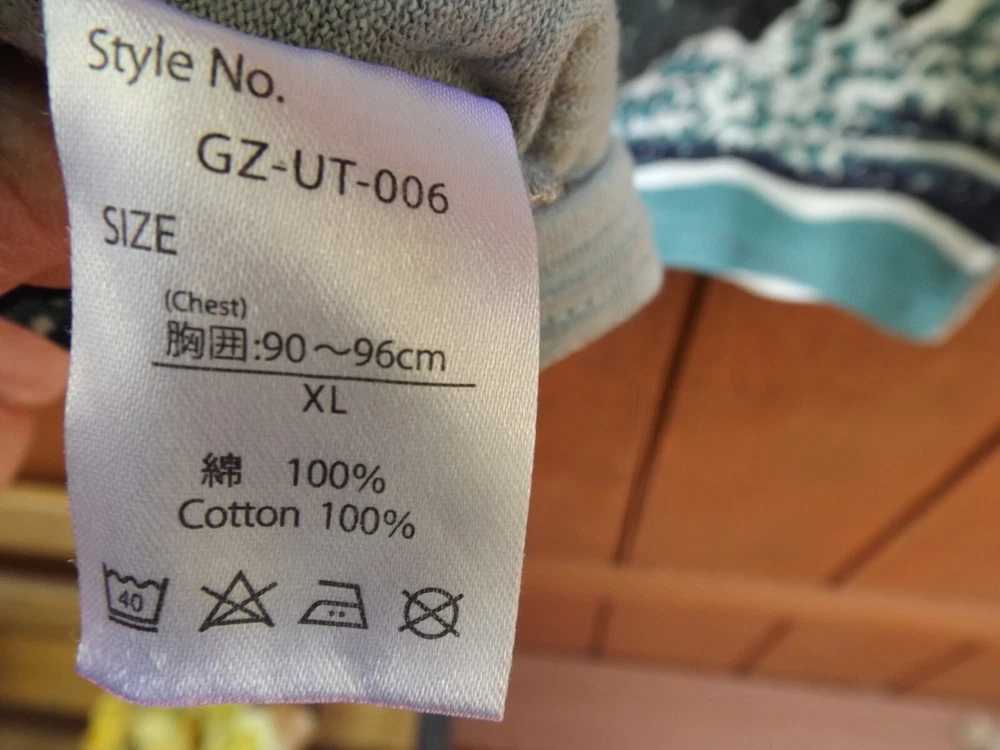 Style No.
GZ-UT-006
SIZE
(Chest)
胸囲:90～96cm
XL
綿 100%
Cotton 100%
40